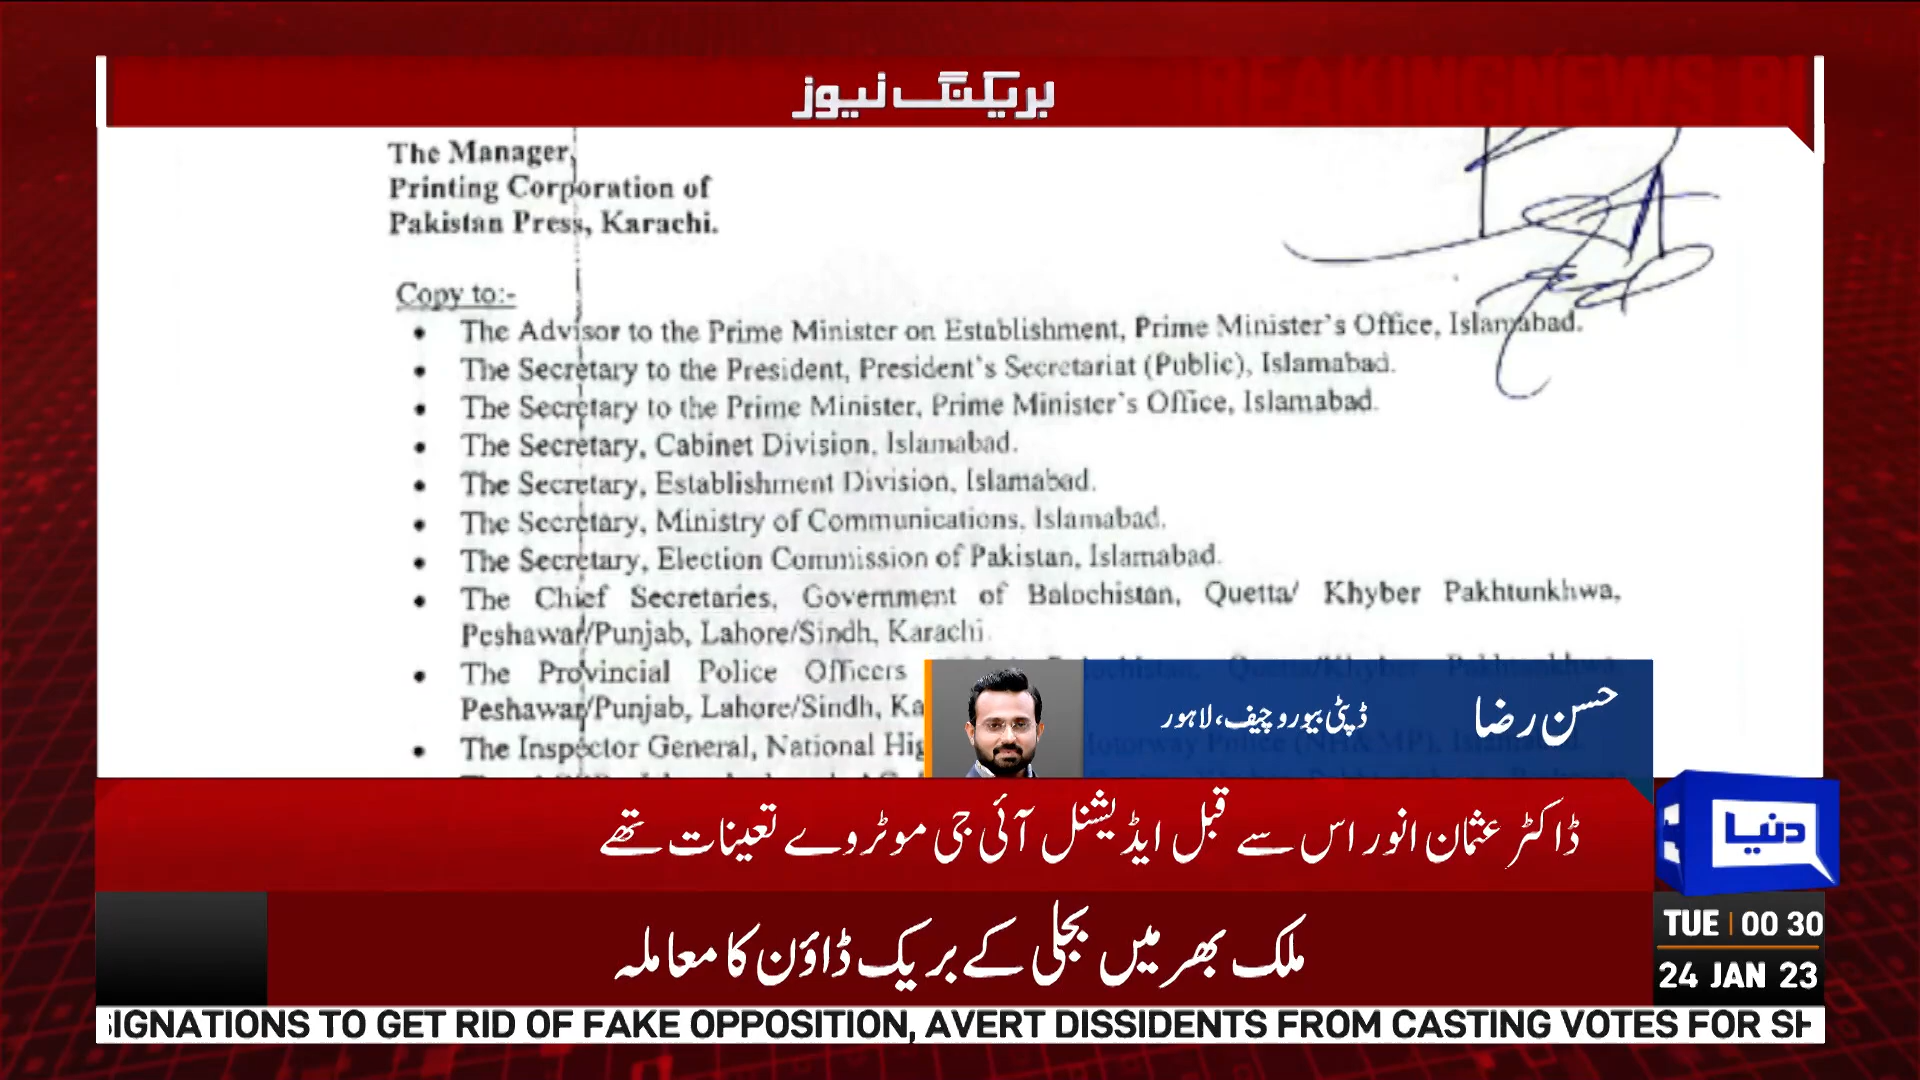 بریکنگ نیوز
The Manager,
Printing Corporation of
Pakistan Press, Karachi.
Copy to:-
• The Advisor to the Prime Minister on Establishment, Prime Minister's Office, Islamabad.
• The Secretary to the President, President's Secretariat (Public), Islamabad.
• The Secretary to the Prime Minister, Prime Minister's Office, Islamabad.
• The Secretary, Cabinet Division, Islamabad.
• The Secretary, Establishment Division, Islamabad.
• The Secretary, Ministry of Communications, Islamabad.
• The Secretary, Election Commission of Pakistan, Islamabad.
• The Chief Secretaries, Government of Balochistan, Quetta/ Khyber Pakhtunkhwa,
Peshawar/Punjab, Lahore/Sindh, Karachi.
• The Provincial Police Officers
Peshawar/Punjab, Lahore/Sindh, Ka
• The Inspector General, National Hig
حسن رضا
ڈپٹی بیورو چیف، لاہور
ڈاکٹر عثمان انور اس سے قبل ایڈیشنل آئی جی موٹروے تعینات تھے
دنیا
ملک بھر میں بجلی کے بریک ڈاؤن کا معاملہ
TUE 00 30
24 JAN 23
IGNATIONS TO GET RID OF FAKE OPPOSITION, AVERT DISSIDENTS FROM CASTING VOTES FOR SH